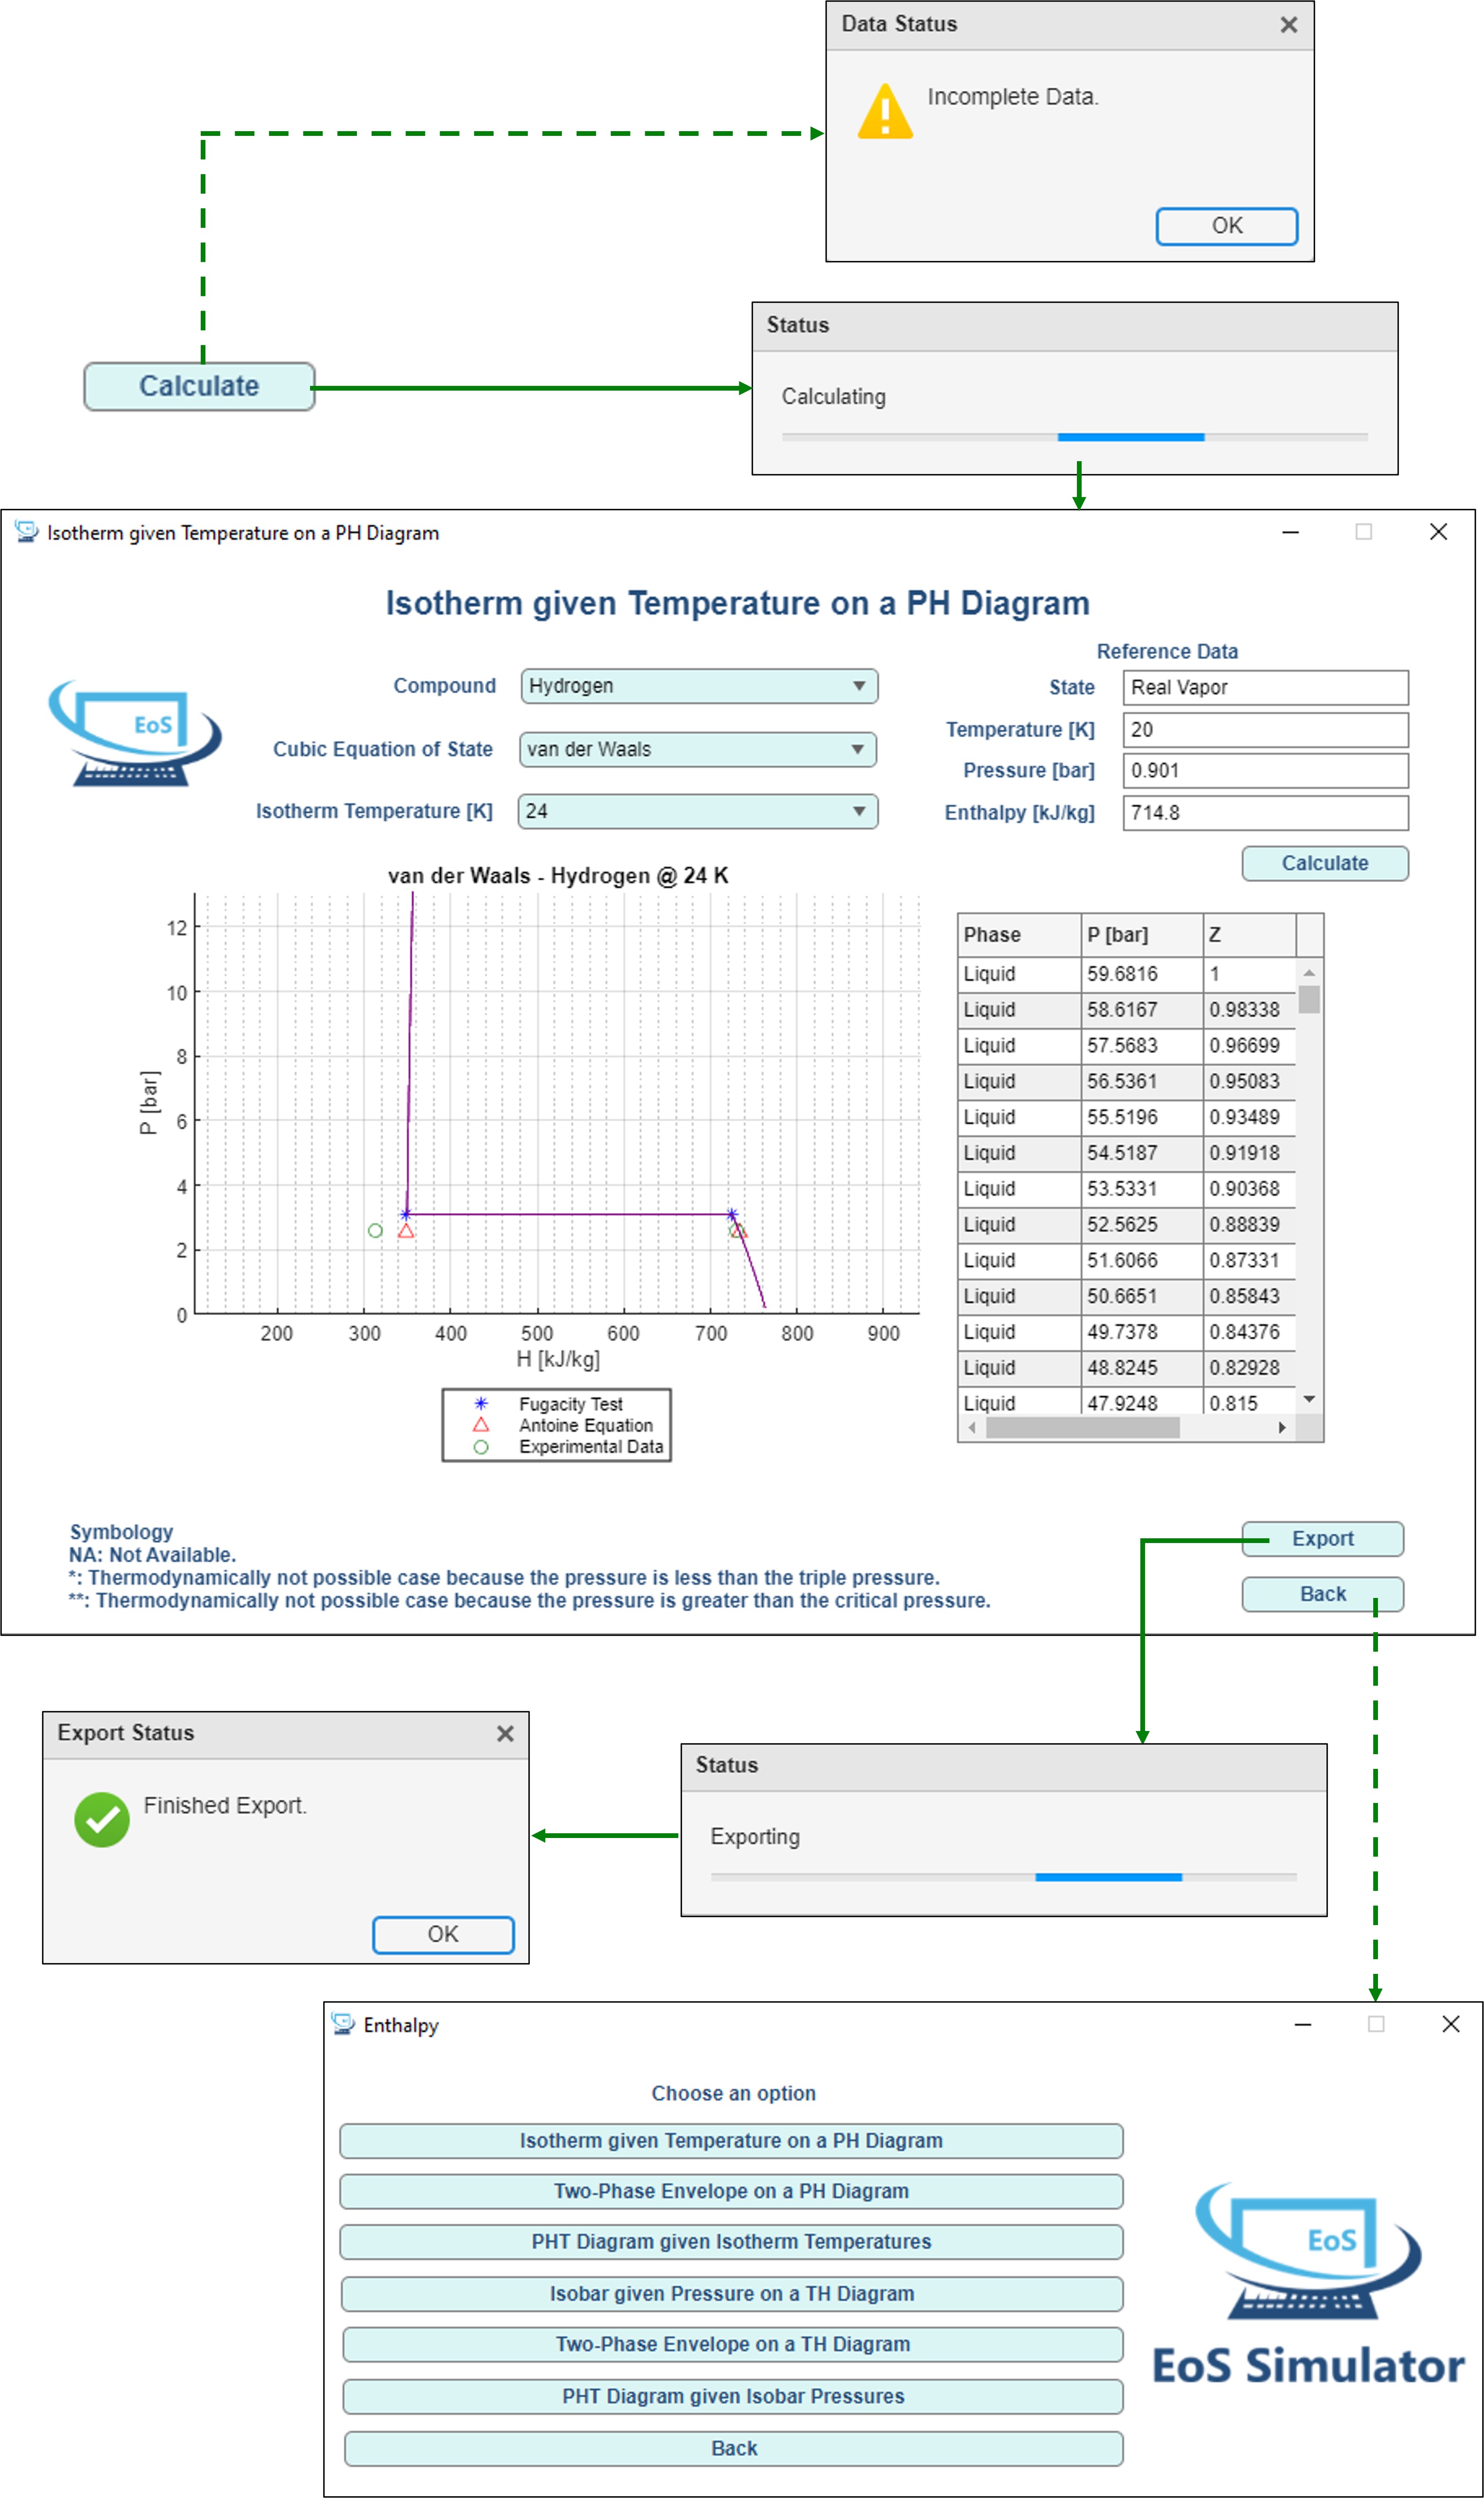 Data Status
Incomplete Data.
OK
Status
Calculate
Calculating
Isotherm given Temperature on a PH Diagram
Isotherm given Temperature on a PH Diagram
Reference Data
Compound Hydrogen State Real Vapor
EoS
Cubic Equation of State van der Waals Temperature [K] 20
Pressure [bar] 0.901
Isotherm Temperature [K] 24 Enthalpy [kJ/kg] 714.8
Calculate
van der Waals - Hydrogen @ 24 K
12
10
8
6
4
2
0
P [bar]
200 300 400 500 600 700 800 900
H [kJ/kg]
Fugacity Test
Antoine Equation
Experimental Data
Phase P [bar] Z
Liquid 59.6816 1
Liquid 58.6167 0.98338
Liquid 57.5683 0.96699
Liquid 56.5361 0.95083
Liquid 55.5196 0.93489
Liquid 54.5187 0.91918
Liquid 53.5331 0.90368
Liquid 52.5625 0.88839
Liquid 51.6066 0.87331
Liquid 50.6651 0.85843
Liquid 49.7378 0.84376
Liquid 48.8245 0.82928
Liquid 47.9248 0.815
Symbology
NA: Not Available.
*: Thermodynamically not possible case because the pressure is less than the triple pressure.
**: Thermodynamically not possible case because the pressure is greater than the critical pressure.
Export
Back
Export Status
Finished Export.
OK
Status
Exporting
Enthalpy
Choose an option
Isotherm given Temperature on a PH Diagram
Two-Phase Envelope on a PH Diagram
PHT Diagram given Isotherm Temperatures
Isobar given Pressure on a TH Diagram
Two-Phase Envelope on a TH Diagram
PHT Diagram given Isobar Pressures
Back
EoS
EoS Simulator